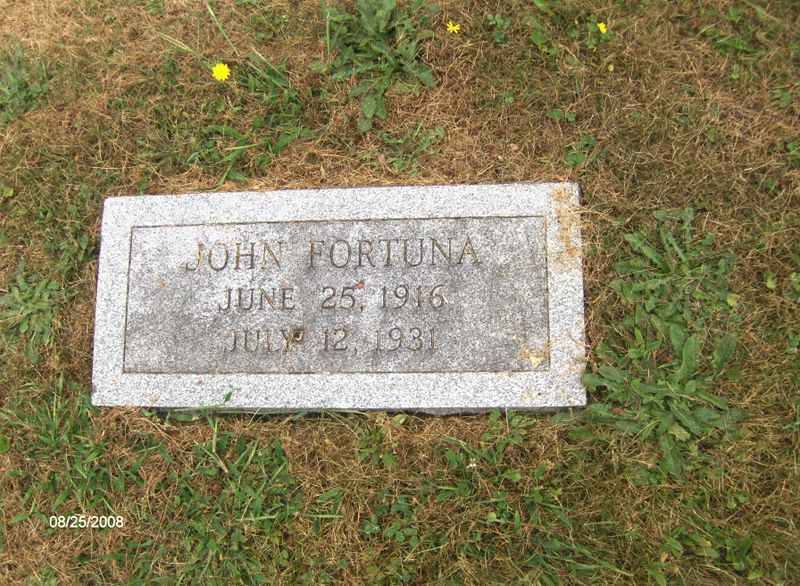 JOHN FORTUNA
JUNE 25, 1916
JULY 12, 1931
08/25/2008